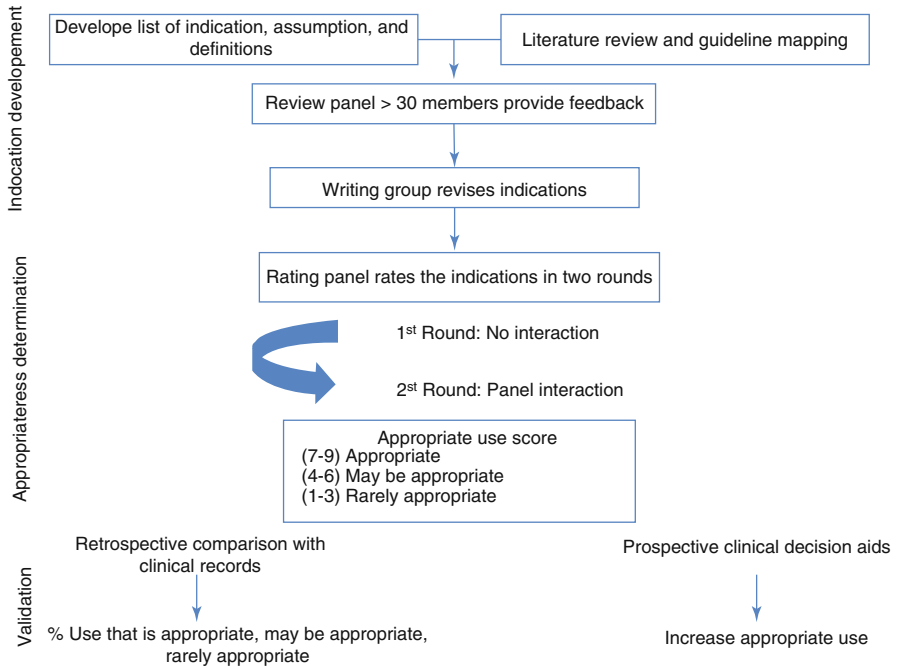 Indocation developement
Develope list of indication, assumption, and
definitions
Literature review and guideline mapping
Review panel > 30 members provide feedback
Writing group revises indications
Appropriateress determination
Rating panel rates the indications in two rounds
1st Round: No interaction
2st Round: Panel interaction
Appropriate use score
(7-9) Appropriate
(4-6) May be appropriate
(1-3) Rarely appropriate
Validation
Retrospective comparison with
clinical records
Prospective clinical decision aids
% Use that is appropriate, may be appropriate,
rarely appropriate
Increase appropriate use